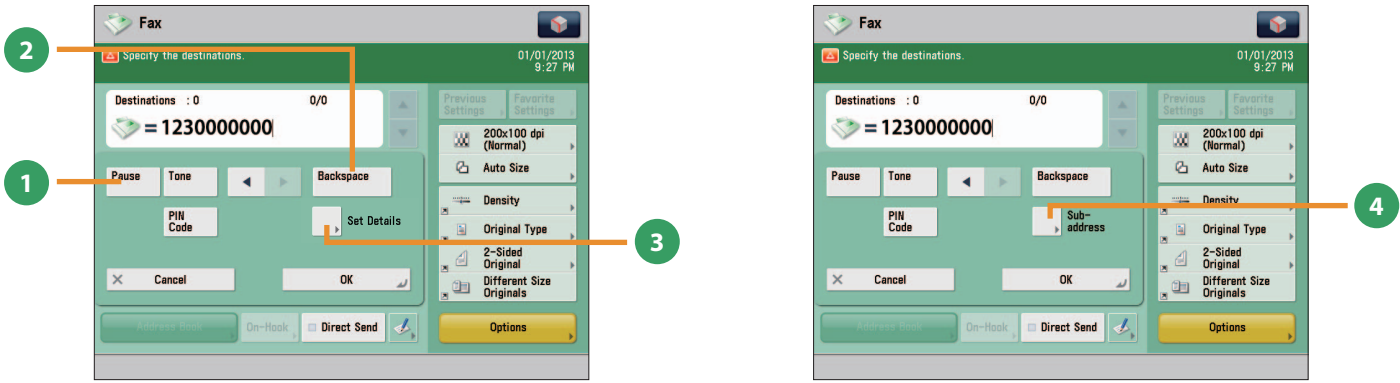 Fax
Specify the destinations.
01/01/2013
9:27 PM
Destinations : 0
0/0
= 1230000000
Previous
Settings
Favorite
Settings
200x100 dpi
(Normal)
Auto Size
Pause
Tone
Backspace
PIN
Code
Set Details
Density
Original Type
2-Sided
Original
Different Size
Originals
Cancel
OK
Address Book
On-Hook
Direct Send
Options
1
2
3
Fax
Specify the destinations.
01/01/2013
9:27 PM
Destinations : 0
0/0
= 1230000000
Previous
Settings
Favorite
Settings
200x100 dpi
(Normal)
Auto Size
Pause
Tone
Backspace
PIN
Code
Sub-
address
Density
Original Type
2-Sided
Original
Different Size
Originals
Cancel
OK
Address Book
On-Hook
Direct Send
Options
4